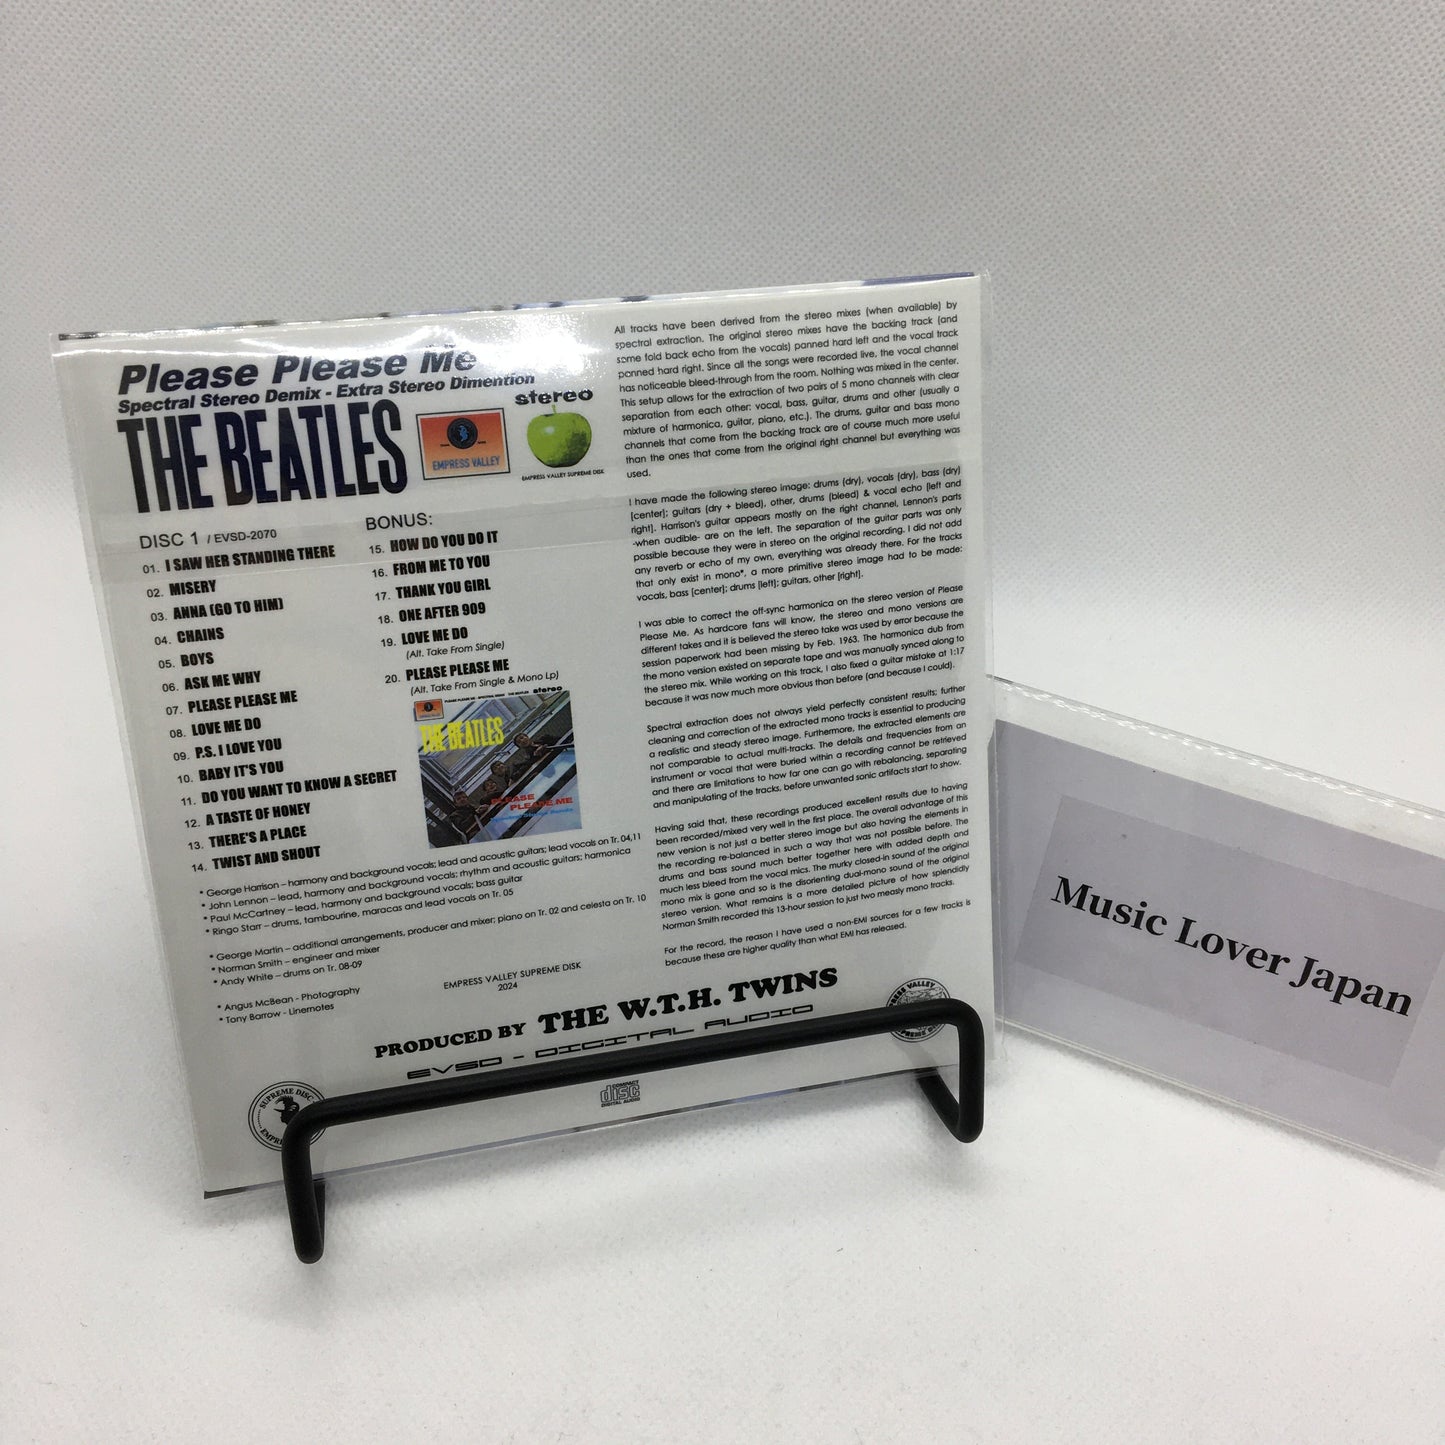 Please Please Me
Spectral Stereo Demix - Extra Stereo Dimention
THE BEATLES
EMPRESS VALLEY
stereo
EMPRESS VALLEY SUPREME DISK
DISC 1 / EVSD-2070
01. I SAW HER STANDING THERE
02. MISERY
03. ANNA (GO TO HIM)
04. CHAINS
05. BOYS
06. ASK ME WHY
07. PLEASE PLEASE ME
08. LOVE ME DO
09. P.S. I LOVE YOU
10. BABY IT'S YOU
11. DO YOU WANT TO KNOW A SECRET
12. A TASTE OF HONEY
13. THERE'S A PLACE
14. TWIST AND SHOUT
BONUS:
15. HOW DO YOU DO IT
16. FROM ME TO YOU
17. THANK YOU GIRL
18. ONE AFTER 909
19. LOVE ME DO
(Alt. Take From Single)
20. PLEASE PLEASE ME
(Alt. Take From Single & Mono Lp)
stereo
THE BEATLES
PLEASE
PLEASE ME
* George Harrison – harmony and background vocals; lead and acoustic guitars; lead vocals on Tr. 04,11
* John Lennon – lead, harmony and background vocals; rhythm and acoustic guitars; harmonica
* Paul McCartney – lead, harmony and background vocals; bass guitar
* Ringo Starr – drums, tambourine, maracas and lead vocals on Tr. 05
* George Martin – additional arrangements, producer and mixer; piano on Tr. 02 and celesta on Tr. 10
* Norman Smith – engineer and mixer
* Andy White – drums on Tr. 08-09
* Angus McBean - Photography
* Tony Barrow - Linernotes
EMPRESS VALLEY SUPREME DISK
2024
All tracks have been derived from the stereo mixes (when available) by
spectral extraction. The original stereo mixes have the backing track (and
some fold back echo from the vocals) panned hard left and the vocal track
panned hard right. Since all the songs were recorded live, the vocal channel
has noticeable bleed-through from the room. Nothing was mixed in the center.
This setup allows for the extraction of two pairs of 5 mono channels with clear
separation from each other: vocal, bass, guitar, drums and other (usually a
mixture of harmonica, guitar, piano, etc.). The drums, guitar and bass mono
channels that come from the backing track are of course much more useful
than the ones that come from the original right channel but everything was
used.
I have made the following stereo image: drums (dry), vocals (dry), bass (dry)
[center]; guitars (dry + bleed), other, drums (bleed) & vocal echo [left and
right]. Harrison's guitar appears mostly on the right channel, Lennon's parts
-when audible- are on the left. The separation of the guitar parts was only
possible because they were in stereo on the original recording. I did not add
any reverb or echo of my own, everything was already there. For the tracks
that only exist in mono*, a more primitive stereo image had to be made:
vocals, bass [center]; drums [left]; guitars, other [right].
I was able to correct the off-sync harmonica on the stereo version of Please
Please Me. As hardcore fans will know, the stereo and mono versions are
different takes and it is believed the stereo take was used by error because the
session paperwork had been missing by Feb. 1963. The harmonica dub from
the mono version existed on separate tape and was manually synced along to
the stereo mix. While working on this track, I also fixed a guitar mistake at 1:17
because it was now much more obvious than before (and because I could).
Spectral extraction does not always yield perfectly consistent results; further
cleaning and correction of the extracted mono tracks is essential to producing
a realistic and steady stereo image. Furthermore, the extracted elements are
not comparable to actual multi-tracks. The details and frequencies from an
instrument or vocal that were buried within a recording cannot be retrieved
and there are limitations to how far one can go with rebalancing, separating
and manipulating of the tracks, before unwanted sonic artifacts start to show.
Having said that, these recordings produced excellent results due to having
been recorded/mixed very well in the first place. The overall advantage of this
new version is not just a better stereo image but also having the elements in
the recording re-balanced in such a way that was not possible before. The
drums and bass sound much better together here with added depth and
much less bleed from the vocal mics. The murky closed-in sound of the original
mono mix is gone and so is the disorienting dual-mono sound of the original
stereo version. What remains is a more detailed picture of how splendidly
Norman Smith recorded this 13-hour session to just two measly mono tracks.
For the record, the reason I have used a non-EMI sources for a few tracks is
because these are higher quality than what EMI has released.
PRODUCED BY THE W.T.H. TWINS
EVSD - DIGITAL AUDIO
SUPREME DISC
COMPACT
disc
DIGITAL AUDIO
Music Lover Japan